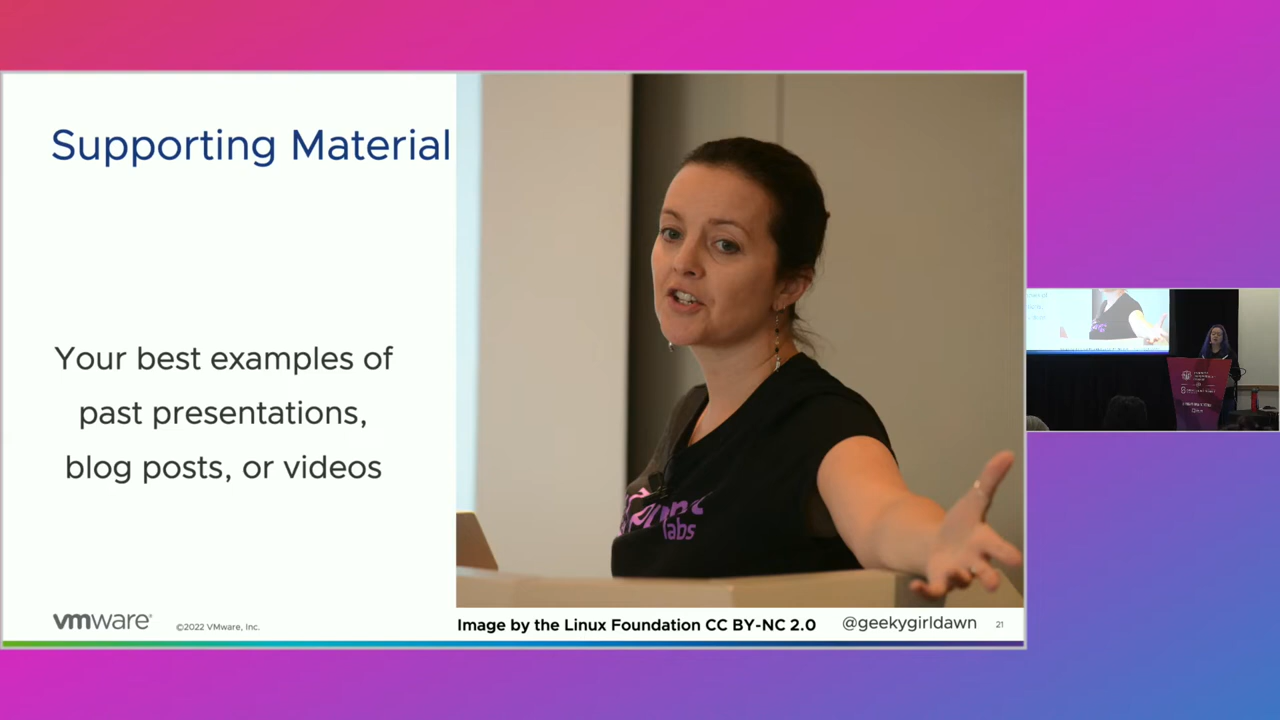 Supporting Material
Your best examples of
past presentations,
blog posts, or videos
vmware®
©2022 VMware, Inc.
Image by the Linux Foundation CC BY-NC 2.0
@geekygirldawn
21
labs